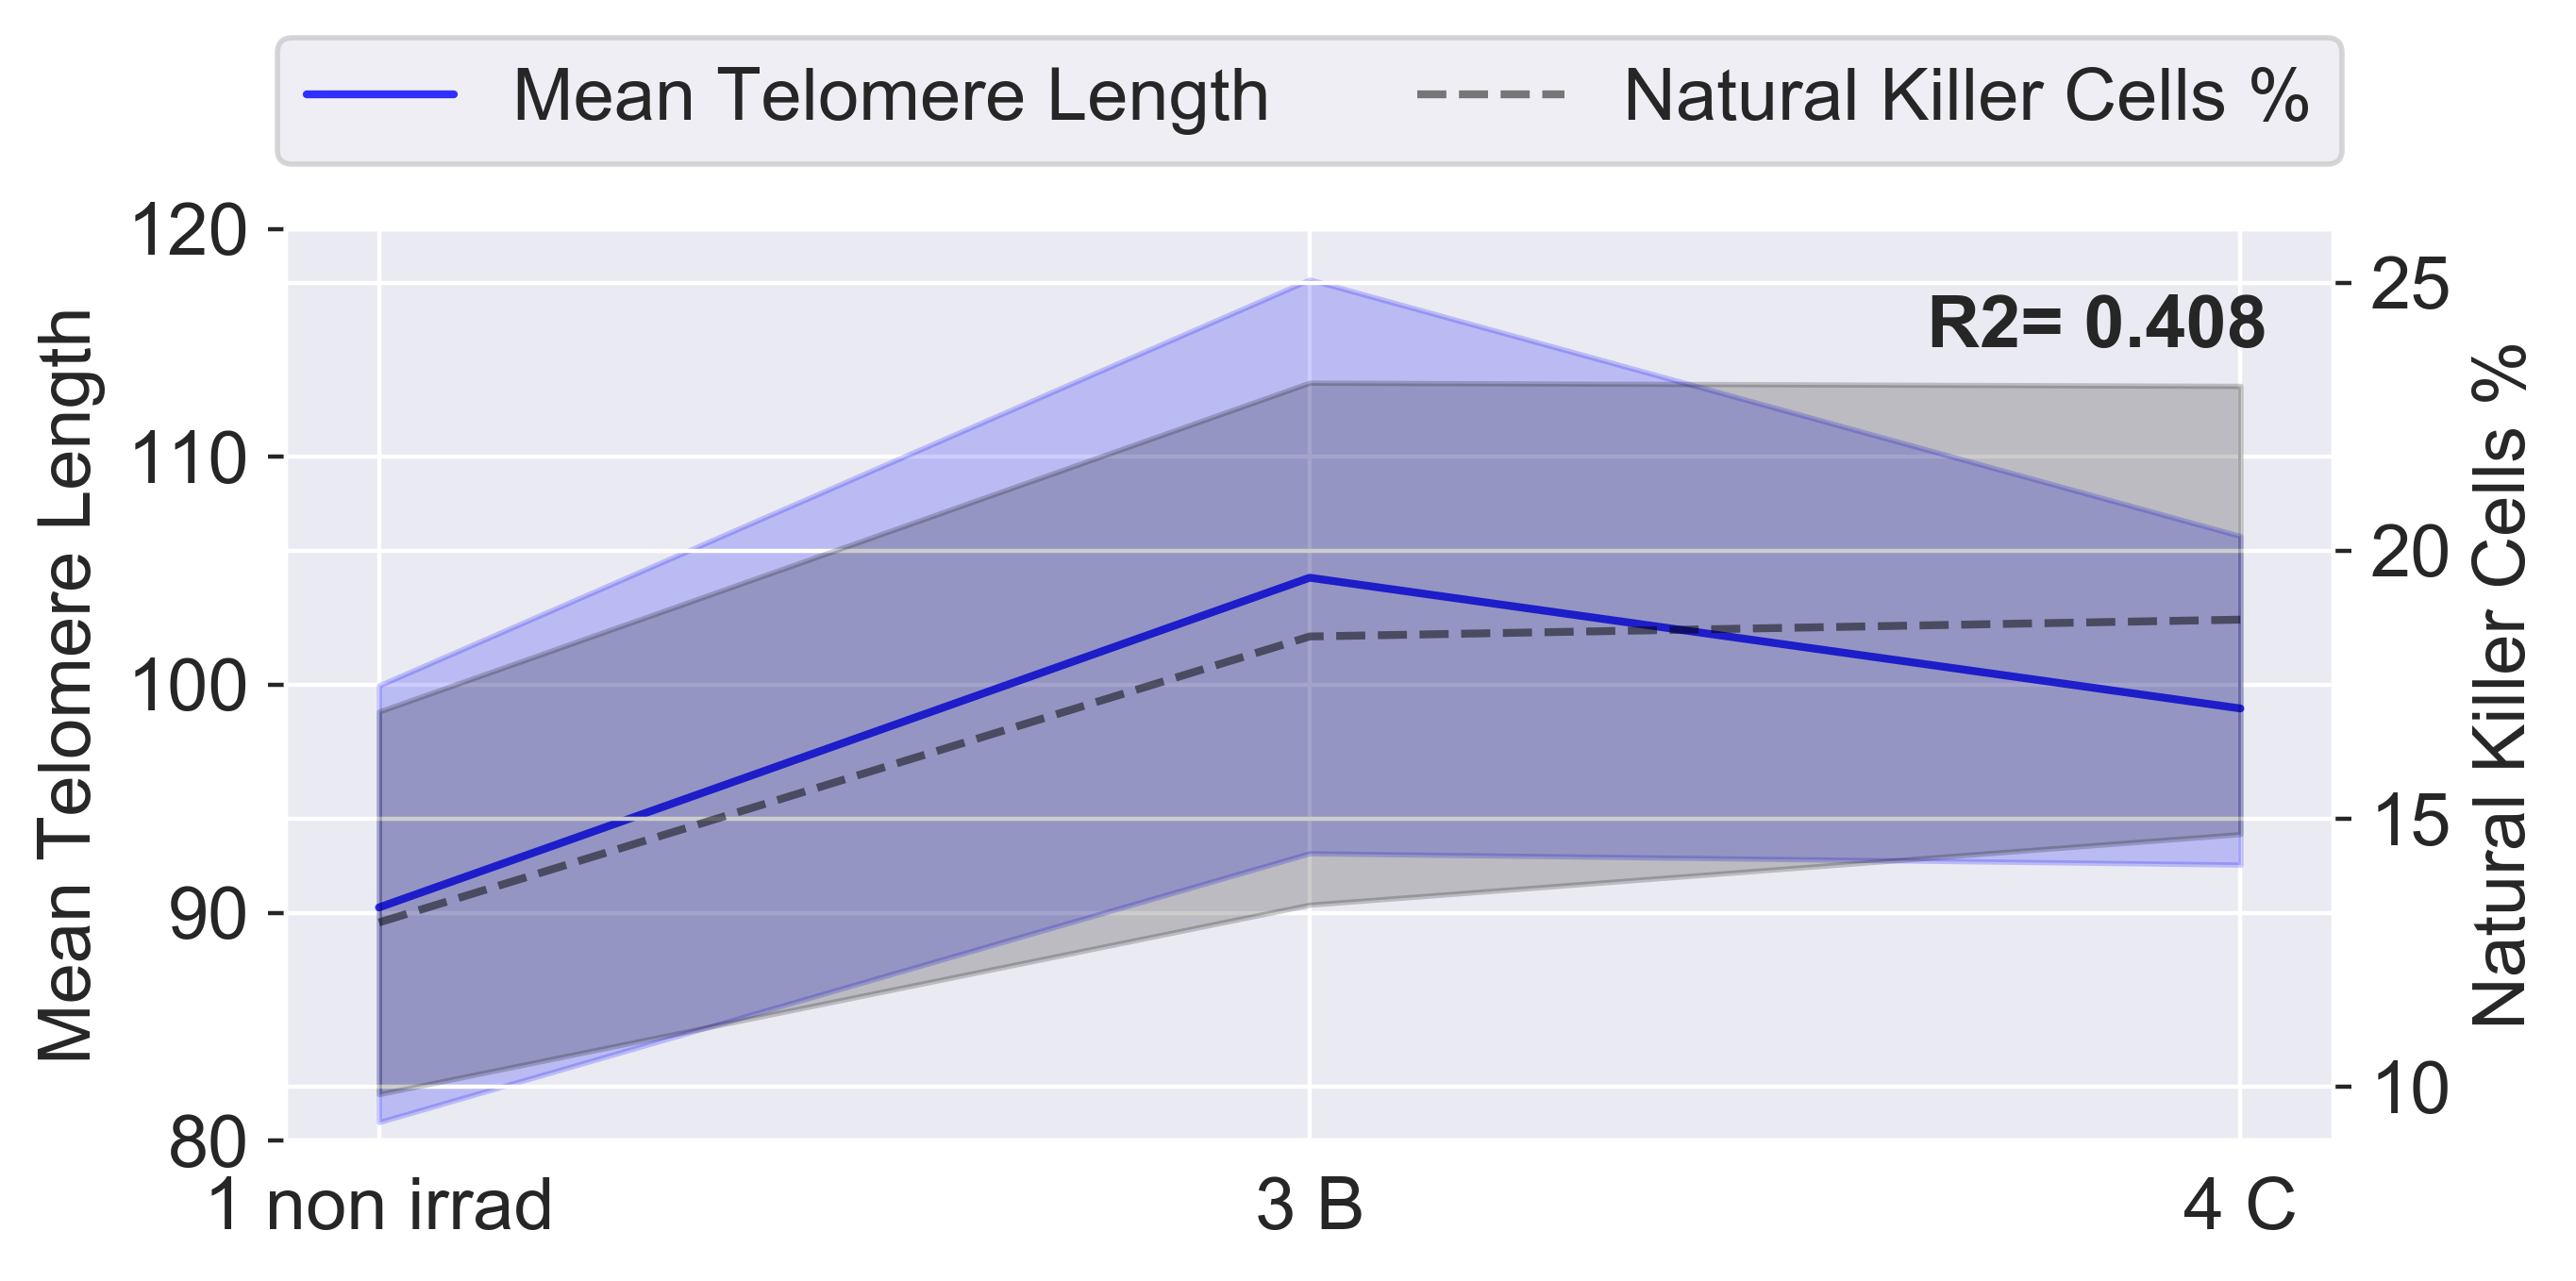 Mean Telomere Length
Natural Killer Cells %
120
110
100
90
80
Mean Telomere Length
R2= 0.408
25
20
15
10
Natural Killer Cells %
1 non irrad
3 B
4 C